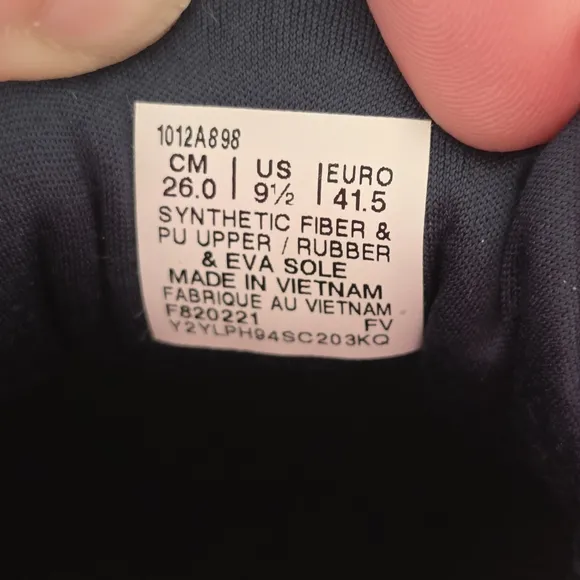 1012A898
CM | US | EURO
26.0 | 9½ | 41.5
SYNTHETIC FIBER &
PU UPPER / RUBBER
& EVA SOLE
MADE IN VIETNAM
FABRIQUE AU VIETNAM
F820221 FV
Y2YLPH94SC203KQ